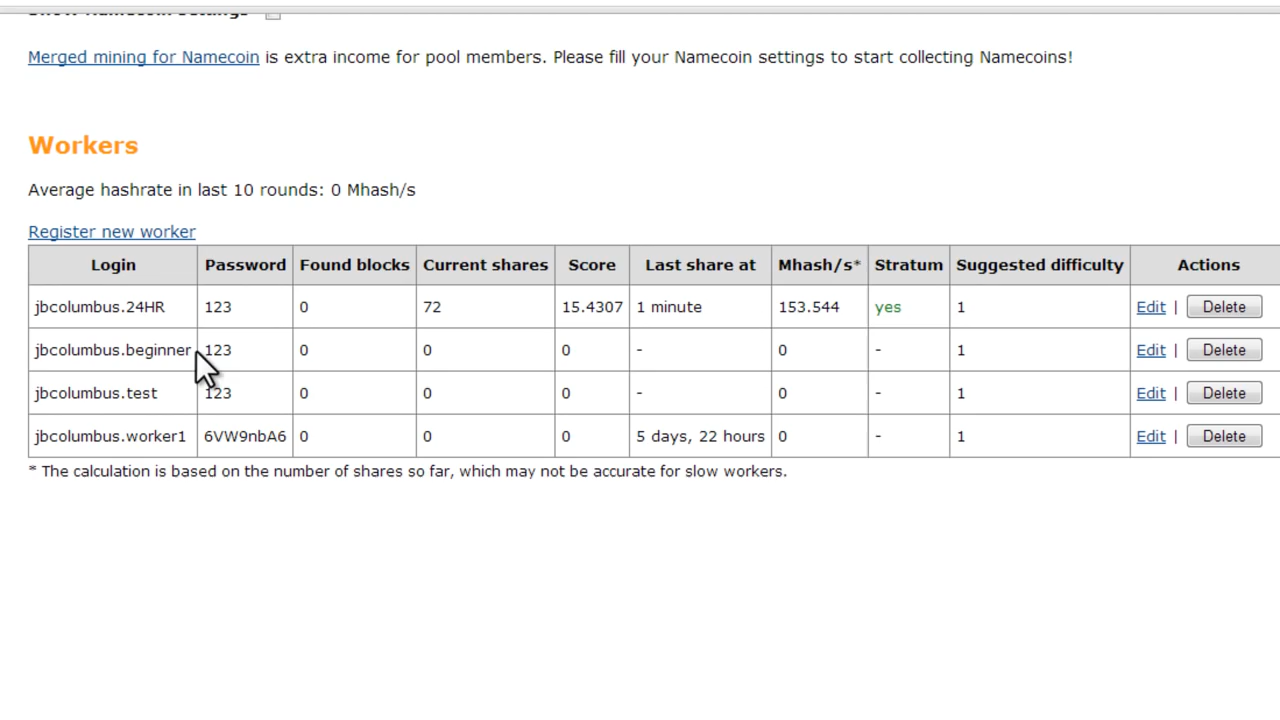 Show Namecoin settings
Merged mining for Namecoin is extra income for pool members. Please fill your Namecoin settings to start collecting Namecoins!
Workers
Average hashrate in last 10 rounds: 0 Mhash/s
Register new worker
Login Password Found blocks Current shares Score Last share at Mhash/s* Stratum Suggested difficulty Actions
jbcolumbus.24HR 123 0 72 15.4307 1 minute 153.544 yes 1 Edit | Delete
jbcolumbus.beginner 123 0 0 0 - 0 - 1 Edit | Delete
jbcolumbus.test 123 0 0 0 - 0 - 1 Edit | Delete
jbcolumbus.worker1 6VW9nbA6 0 0 0 5 days, 22 hours 0 - 1 Edit | Delete
* The calculation is based on the number of shares so far, which may not be accurate for slow workers.